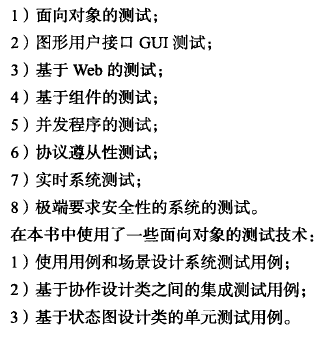 1）面向对象的测试；
2）图形用户接口 GUI 测试；
3）基于 Web 的测试；
4）基于组件的测试；
5）并发程序的测试；
6）协议遵从性测试；
7）实时系统测试；
8）极端要求安全性的系统的测试。
在本书中使用了一些面向对象的测试技术：
1）使用用例和场景设计系统测试用例；
2）基于协作设计类之间的集成测试用例；
3）基于状态图设计类的单元测试用例。